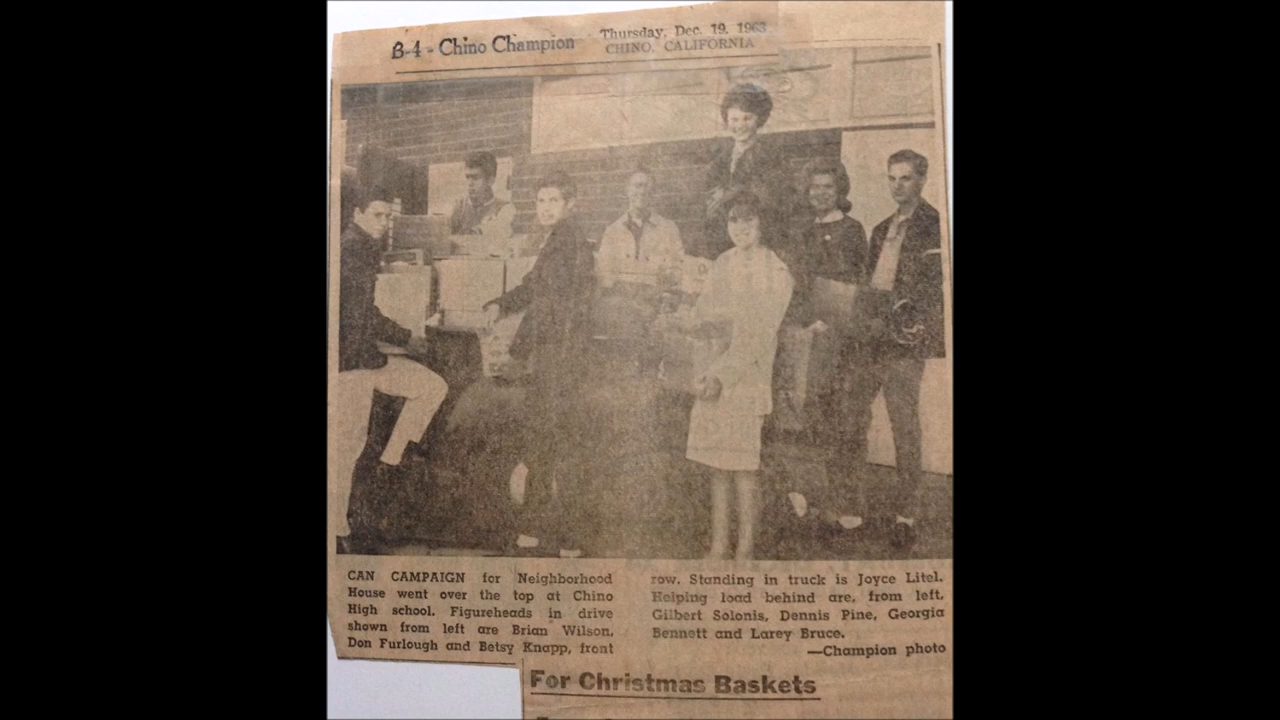 B-4 - Chino Champion
Thursday, Dec. 19, 1963
CHINO, CALIFORNIA
CAN CAMPAIGN for Neighborhood
House went over the top at Chino
High school. Figureheads in drive
shown from left are Brian Wilson,
Don Furlough and Betsy Knapp, front
row. Standing in truck is Joyce Litel.
Helping load behind are, from left,
Gilbert Solonis, Dennis Pine, Georgia
Bennett and Larey Bruce.
—Champion photo
For Christmas Baskets